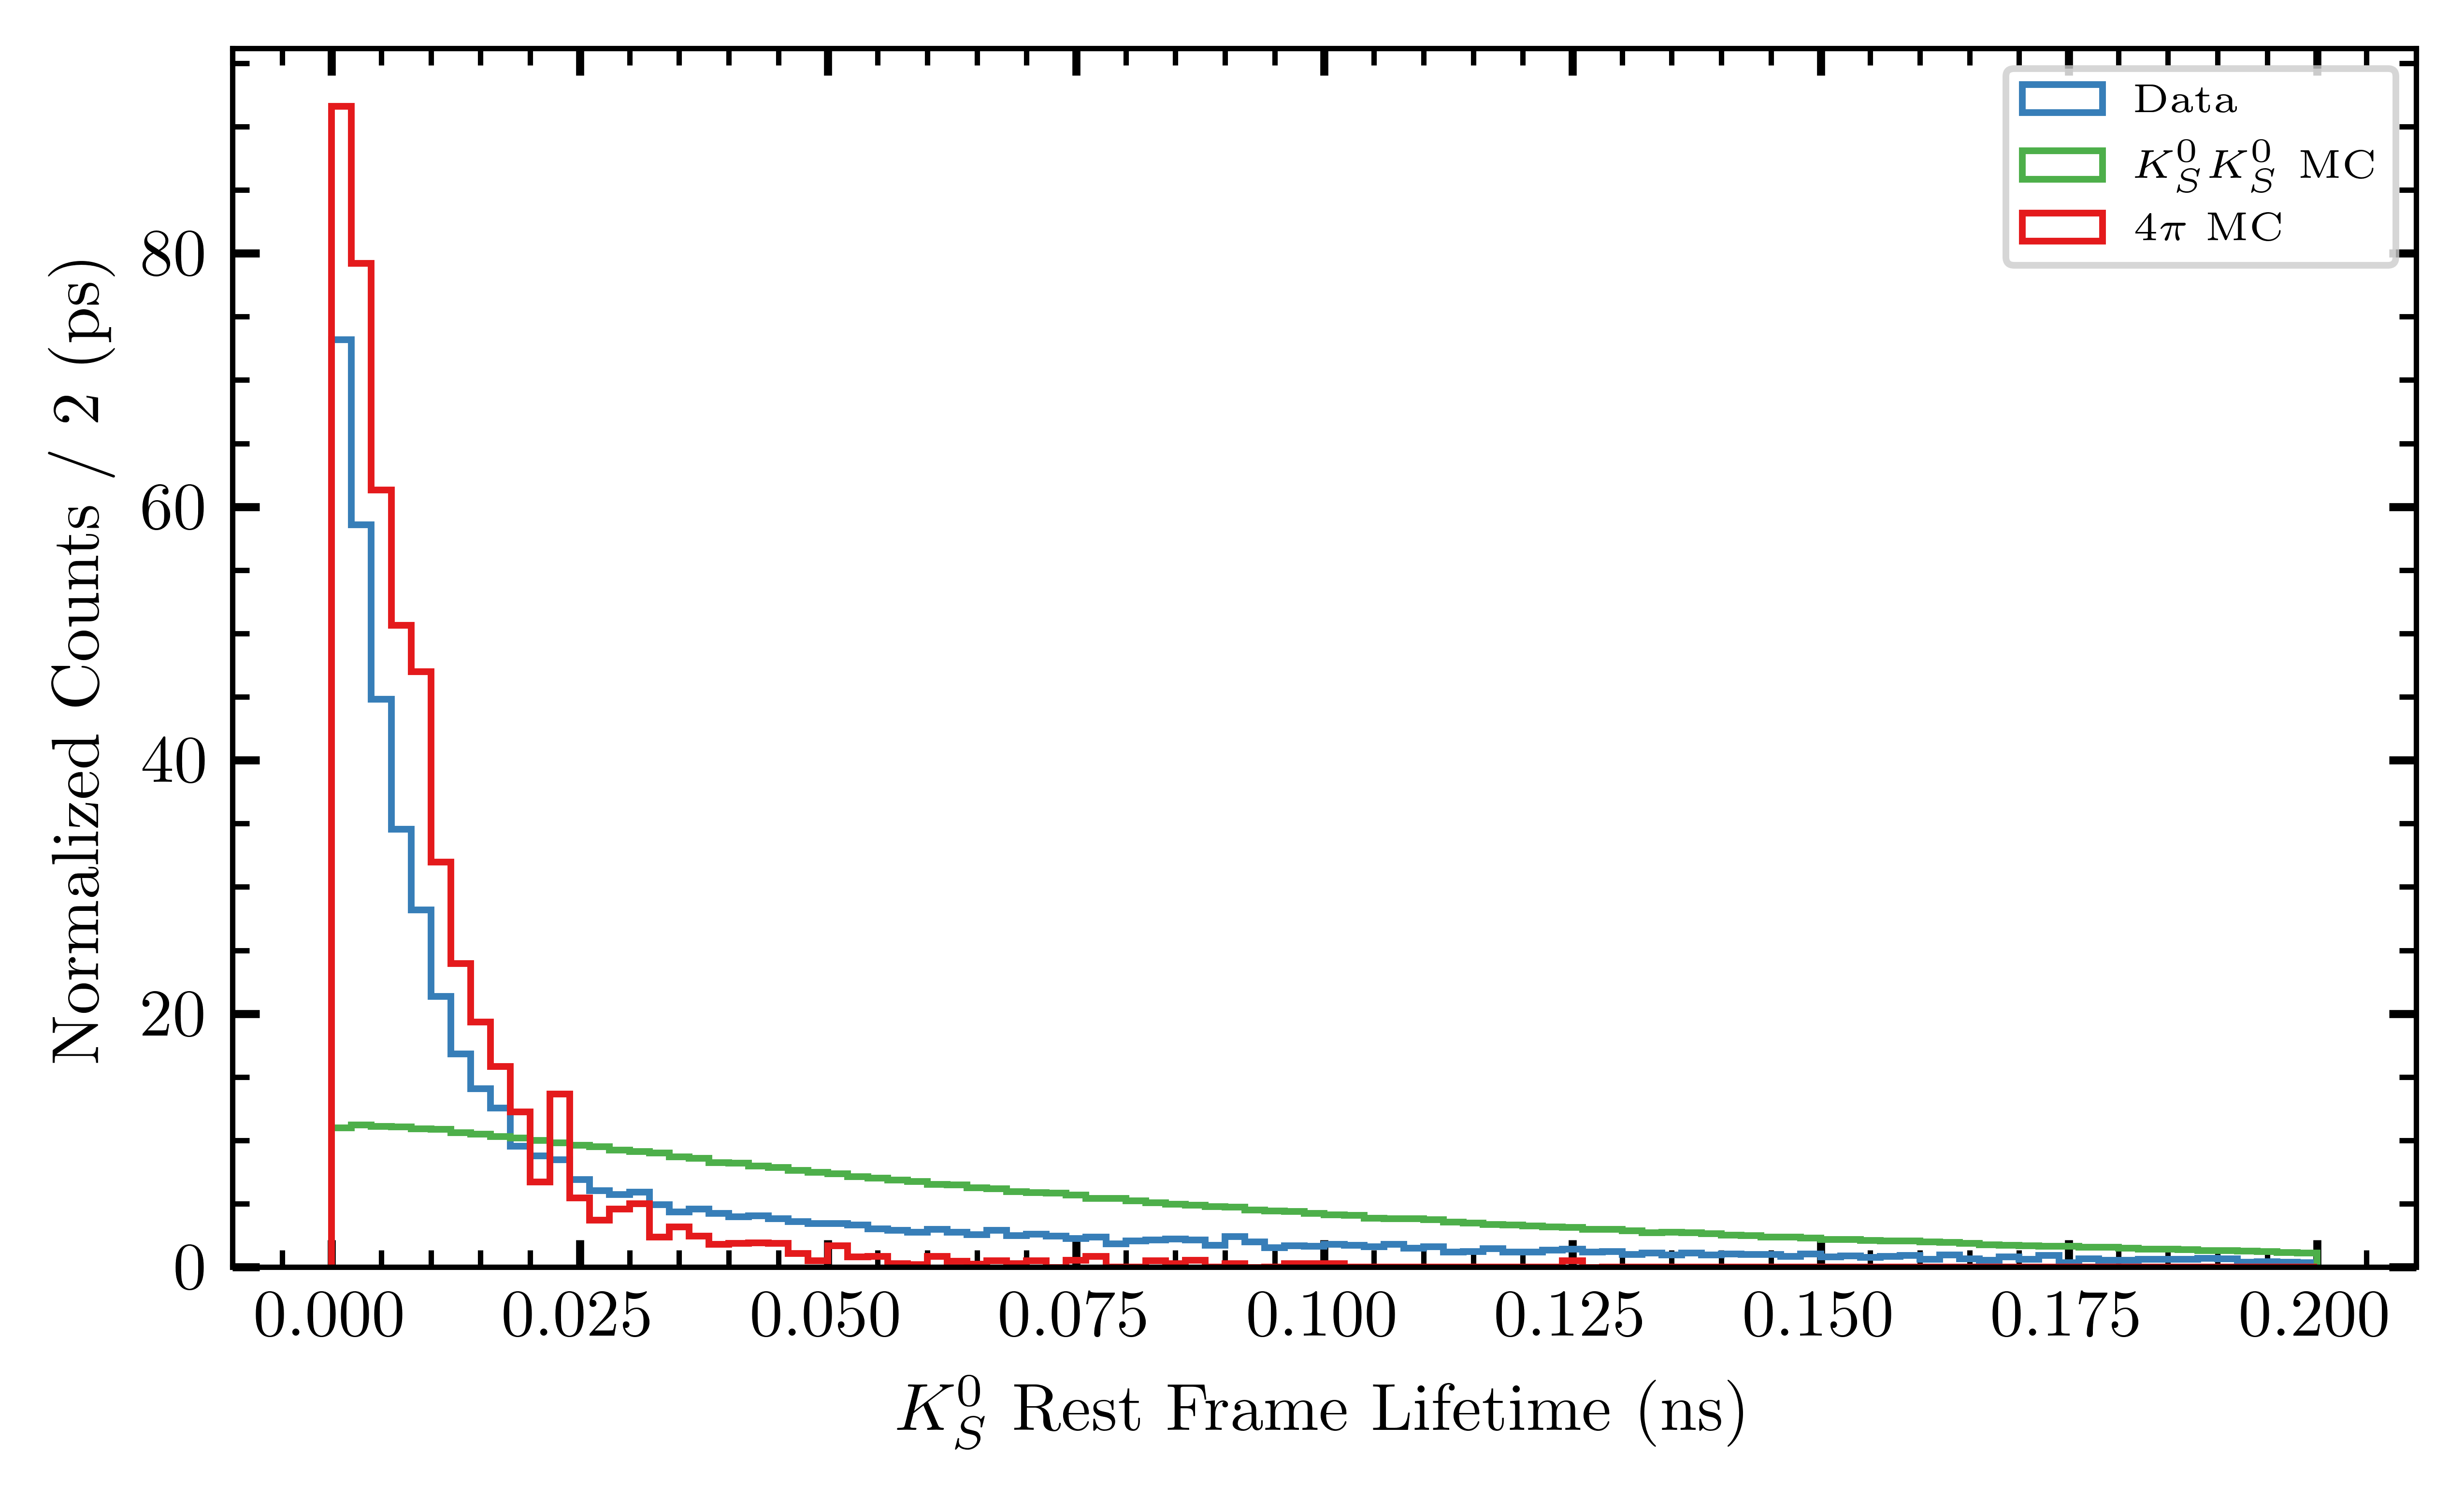 Data
K_S^0 K_S^0 MC
4π MC
Normalized Counts / 2 (ps)
80
60
40
20
0
0.000 0.025 0.050 0.075 0.100 0.125 0.150 0.175 0.200
K_S^0 Rest Frame Lifetime (ns)